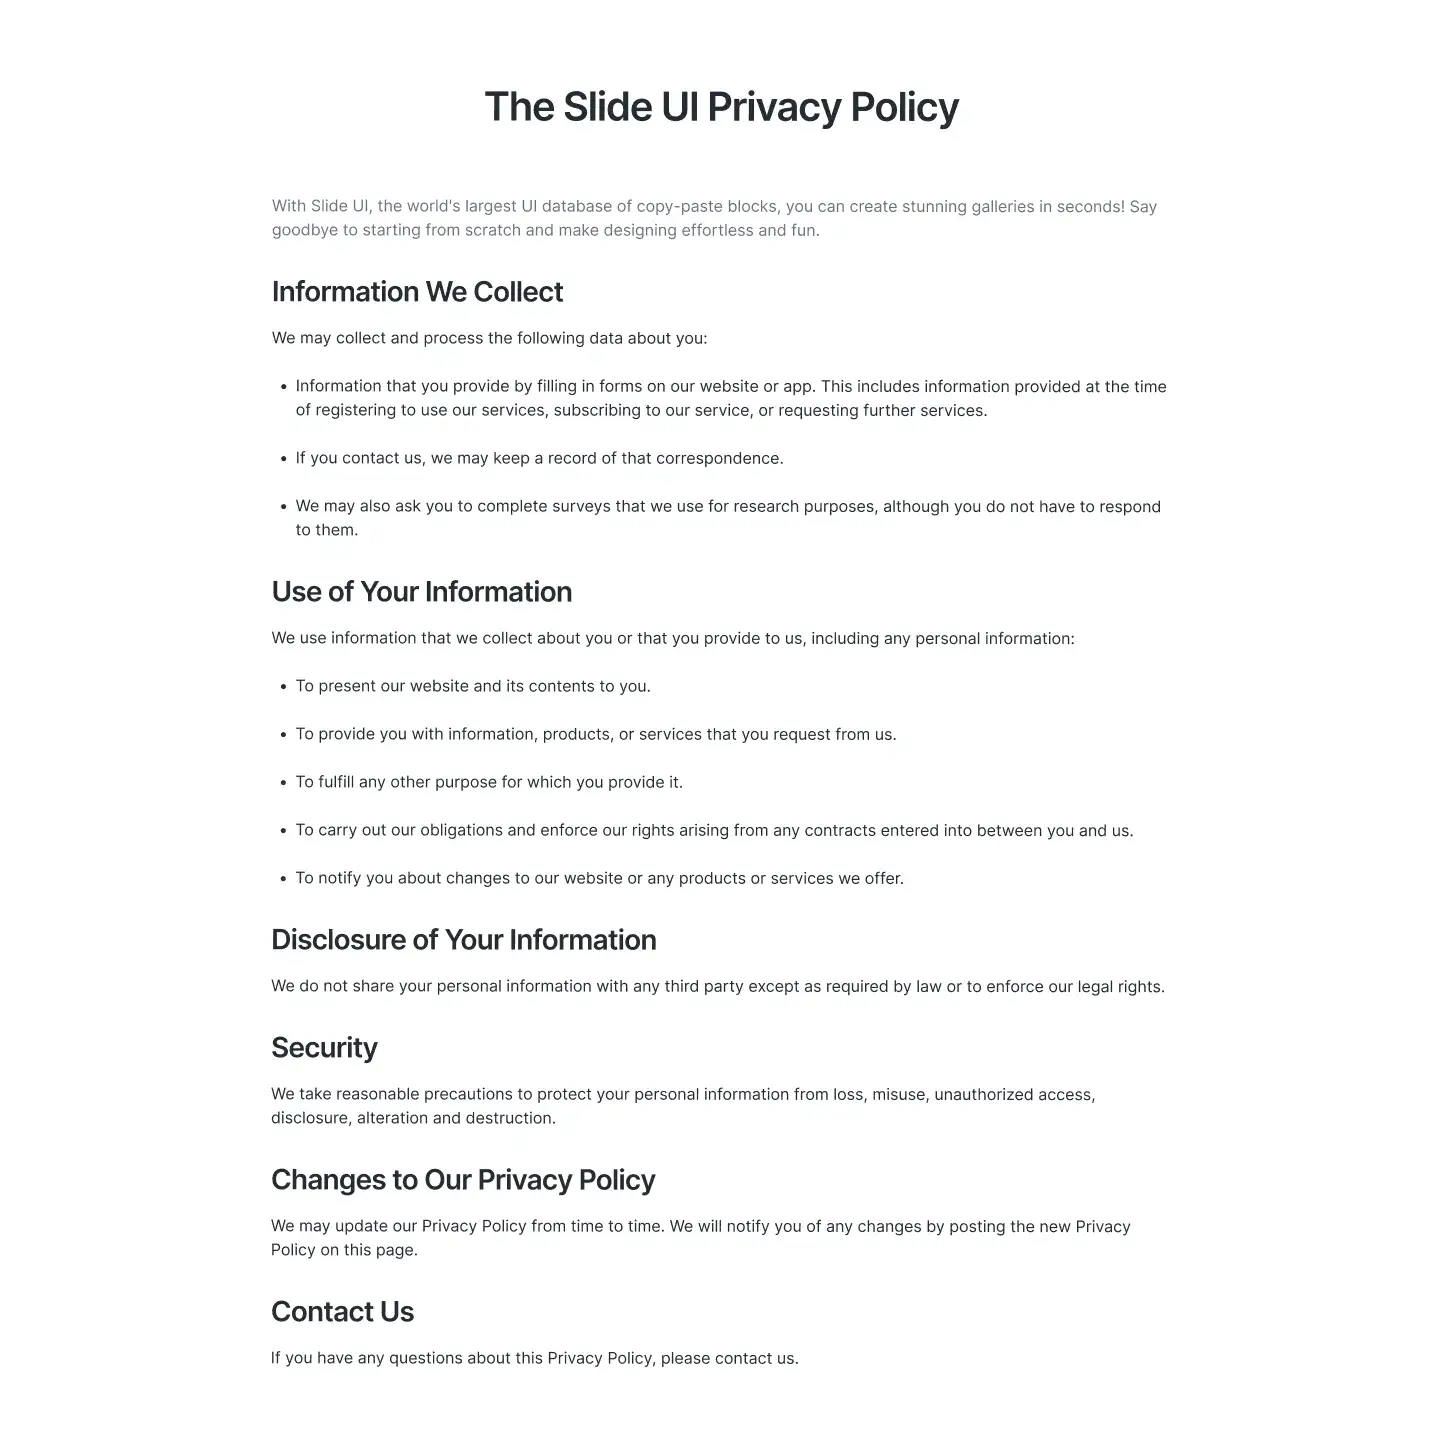 The Slide UI Privacy Policy
With Slide UI, the world's largest UI database of copy-paste blocks, you can create stunning galleries in seconds! Say
goodbye to starting from scratch and make designing effortless and fun.
Information We Collect
We may collect and process the following data about you:
• Information that you provide by filling in forms on our website or app. This includes information provided at the time
of registering to use our services, subscribing to our service, or requesting further services.
• If you contact us, we may keep a record of that correspondence.
• We may also ask you to complete surveys that we use for research purposes, although you do not have to respond
to them.
Use of Your Information
We use information that we collect about you or that you provide to us, including any personal information:
• To present our website and its contents to you.
• To provide you with information, products, or services that you request from us.
• To fulfill any other purpose for which you provide it.
• To carry out our obligations and enforce our rights arising from any contracts entered into between you and us.
• To notify you about changes to our website or any products or services we offer.
Disclosure of Your Information
We do not share your personal information with any third party except as required by law or to enforce our legal rights.
Security
We take reasonable precautions to protect your personal information from loss, misuse, unauthorized access,
disclosure, alteration and destruction.
Changes to Our Privacy Policy
We may update our Privacy Policy from time to time. We will notify you of any changes by posting the new Privacy
Policy on this page.
Contact Us
If you have any questions about this Privacy Policy, please contact us.